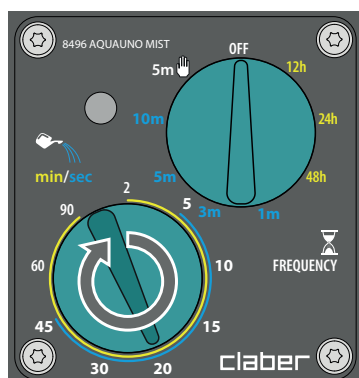 8496 AQUAUNO MIST
OFF
12h
24h
48h
1m
3m
5m
10m
5m
min/sec
FREQUENCY
2
5
10
15
20
30
45
60
90
claber